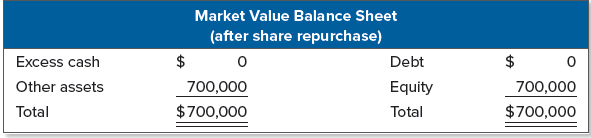 Market Value Balance Sheet
(after share repurchase)
Excess cash $ 0 Debt $ 0
Other assets 700,000 Equity 700,000
Total $700,000 Total $700,000